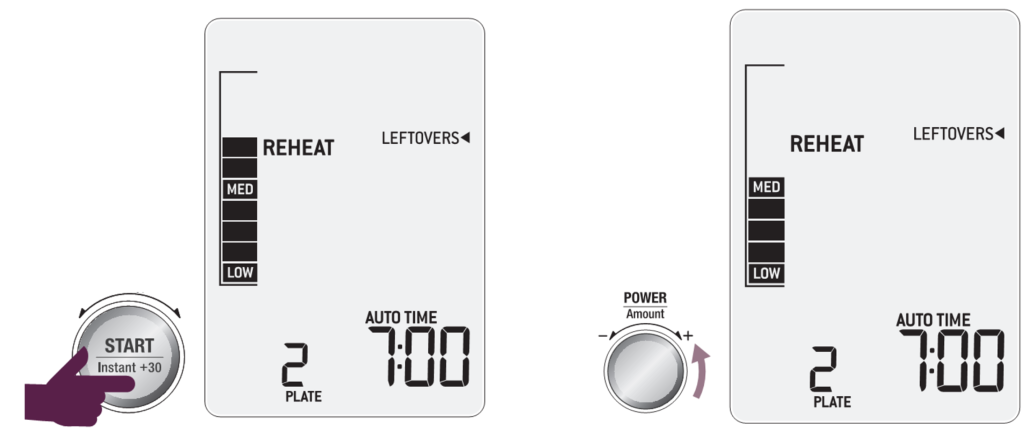 REHEAT
LEFTOVERS◀
MED
LOW
START
Instant +30
AUTO TIME
2
7:00
PLATE
REHEAT
LEFTOVERS◀
MED
LOW
POWER
Amount
- +
AUTO TIME
2
7:00
PLATE